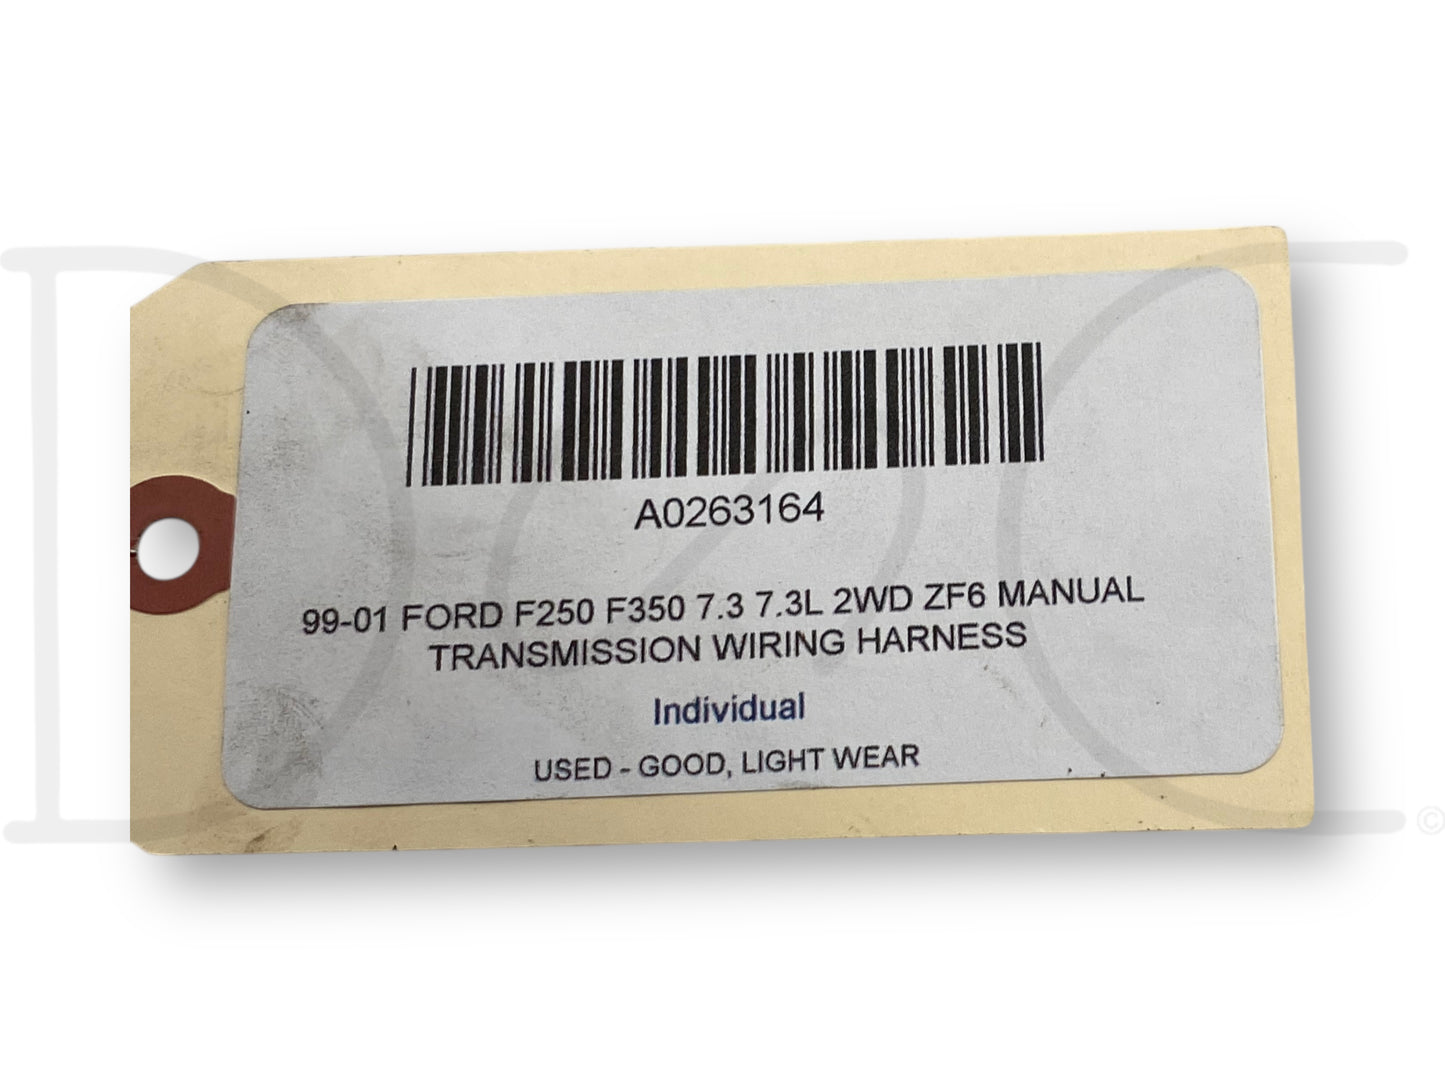 A0263164
99-01 FORD F250 F350 7.3 7.3L 2WD ZF6 MANUAL
TRANSMISSION WIRING HARNESS
Individual
USED - GOOD, LIGHT WEAR
©